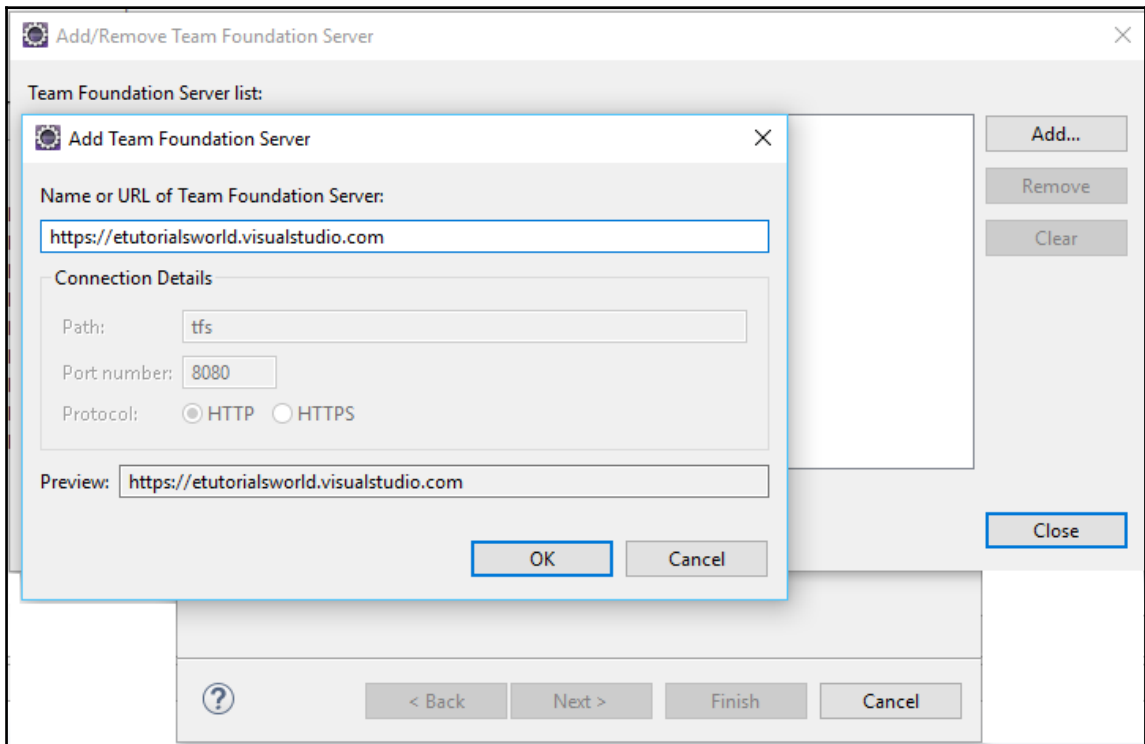 Add/Remove Team Foundation Server
Team Foundation Server list:
Add...
Remove
Clear
Add Team Foundation Server
Name or URL of Team Foundation Server:
https://etutorialsworld.visualstudio.com
Connection Details
Path: tfs
Port number: 8080
Protocol: HTTP HTTPS
Preview: https://etutorialsworld.visualstudio.com
OK Cancel
Close
? < Back Next > Finish Cancel